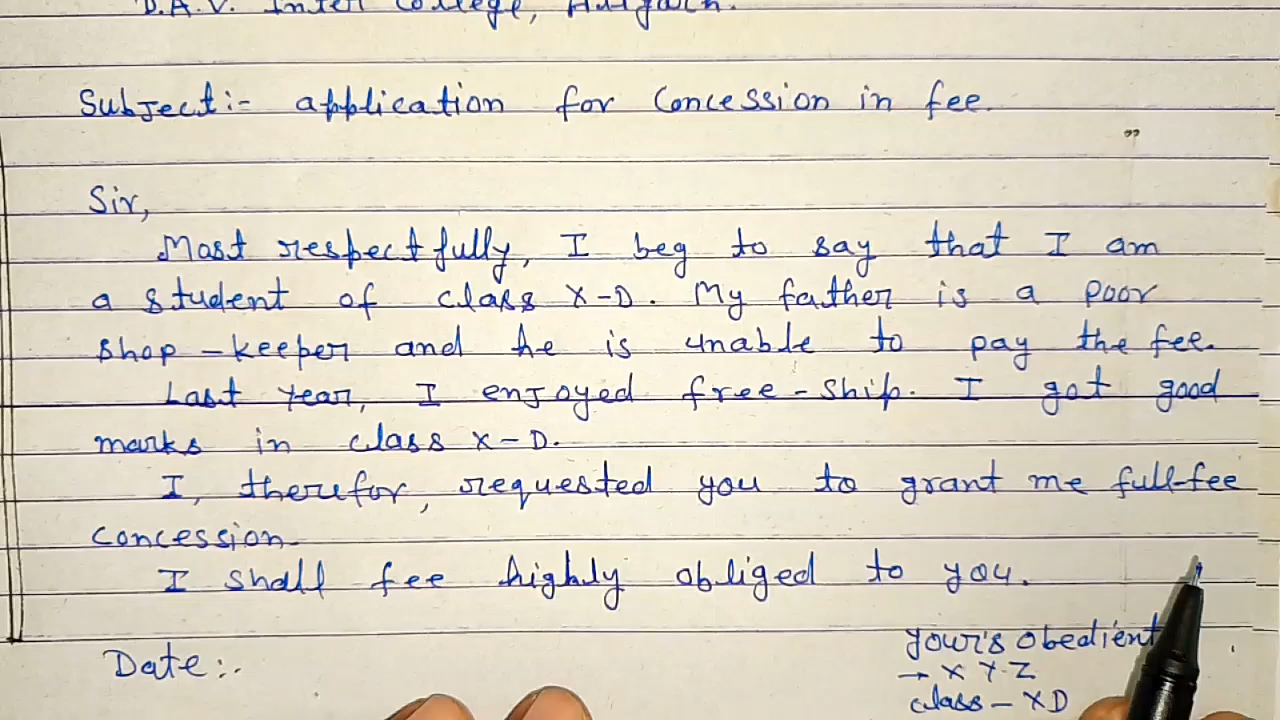 D.A.V. Inter College,
Subject:- application for Concession in fee.
Sir,
Most respectfully, I beg to say that I am
a student of class X-D. My father is a poor
shop-keeper and he is unable to pay the fee.
Last year, I enjoyed free-ship. I got good
marks in class X-D.
I, therefor, requested you to grant me full-fee
concession.
I shall fee highly obliged to you.
Date:-
your's obedient
→ X Y Z
class - XD